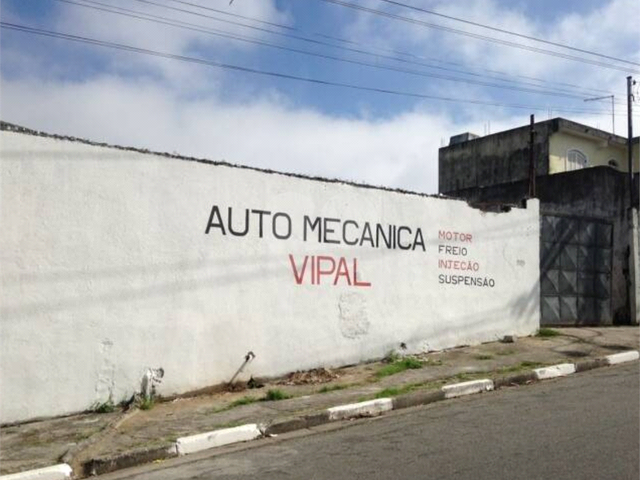 AUTO MECANICA
VIPAL
MOTOR
FREIO
INJEÇÃO
SUSPENSÃO